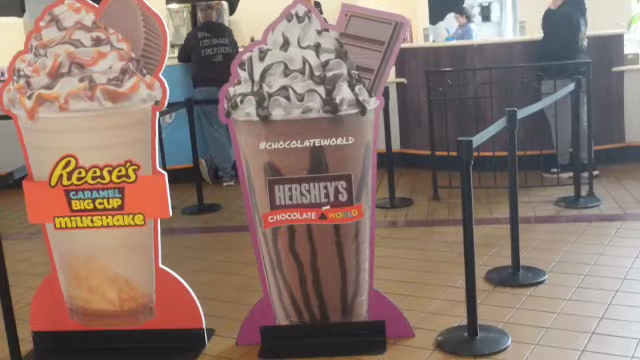 Reese's
CARAMEL
BIG CUP
milkshake
#CHOCOLATEWORLD
HERSHEY'S
CHOCOLATE WORLD